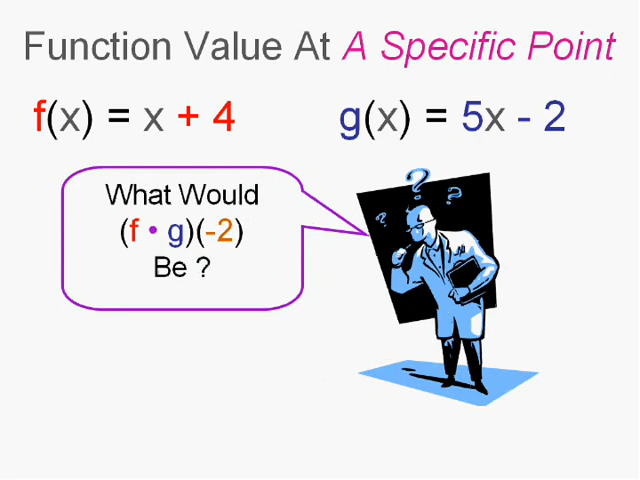 Function Value At A Specific Point
f(x) = x + 4
g(x) = 5x - 2
What Would
(f • g)(-2)
Be ?
? ? ?